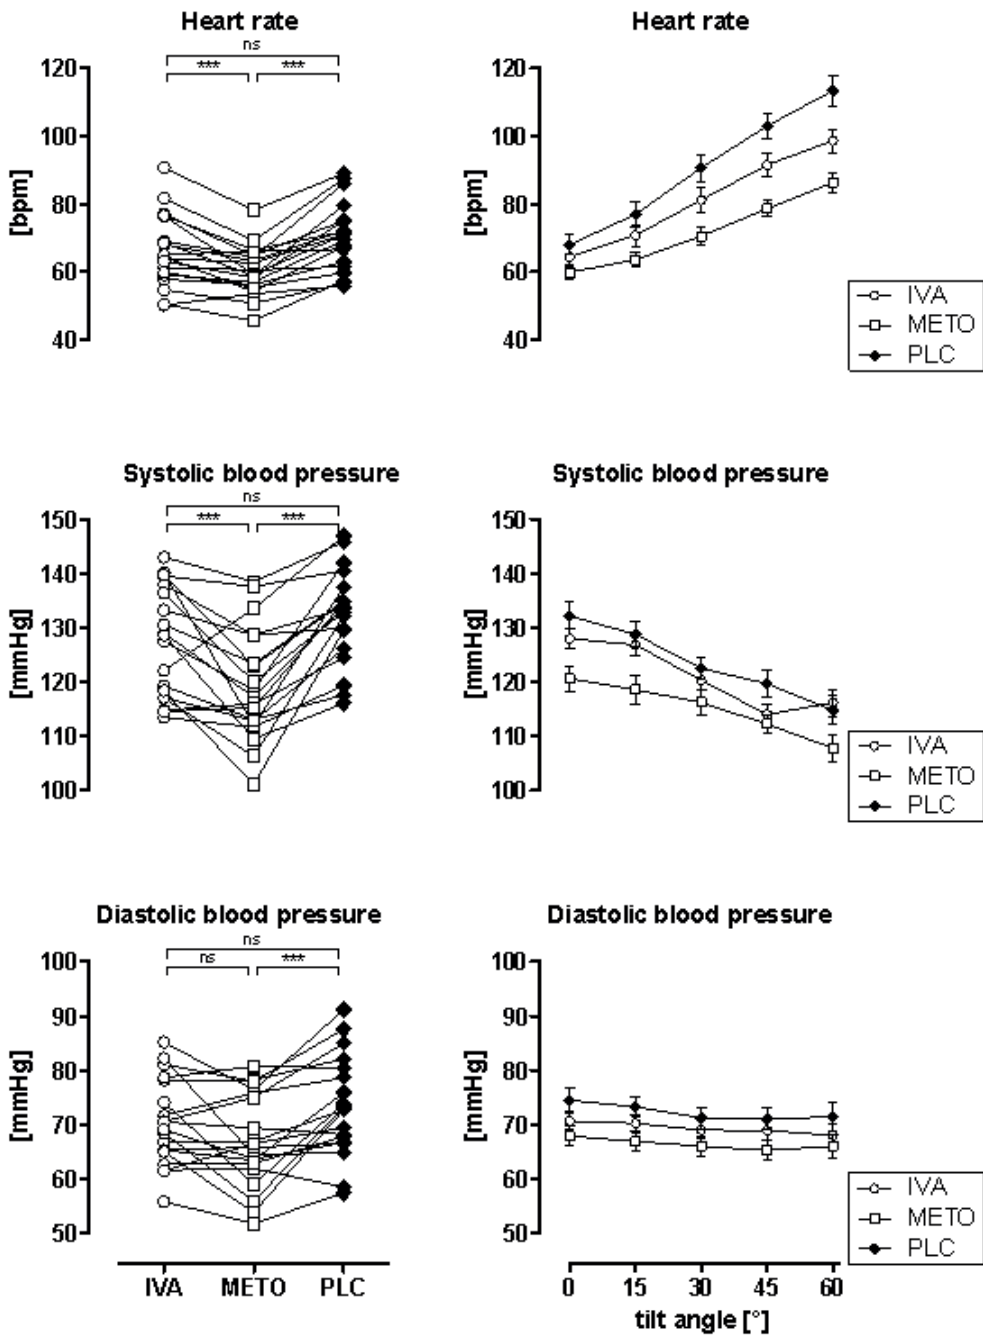 Heart rate
ns
*** ***
120
100
80
60
40
[bpm]
Heart rate
120
100
80
60
40
[bpm]
IVA
METO
PLC
Systolic blood pressure
ns
*** ***
150
140
130
120
110
100
[mmHg]
Systolic blood pressure
150
140
130
120
110
100
[mmHg]
IVA
METO
PLC
Diastolic blood pressure
ns
ns ***
100
90
80
70
60
50
[mmHg]
IVA METO PLC
Diastolic blood pressure
100
90
80
70
60
50
[mmHg]
IVA
METO
PLC
0 15 30 45 60
tilt angle [°]